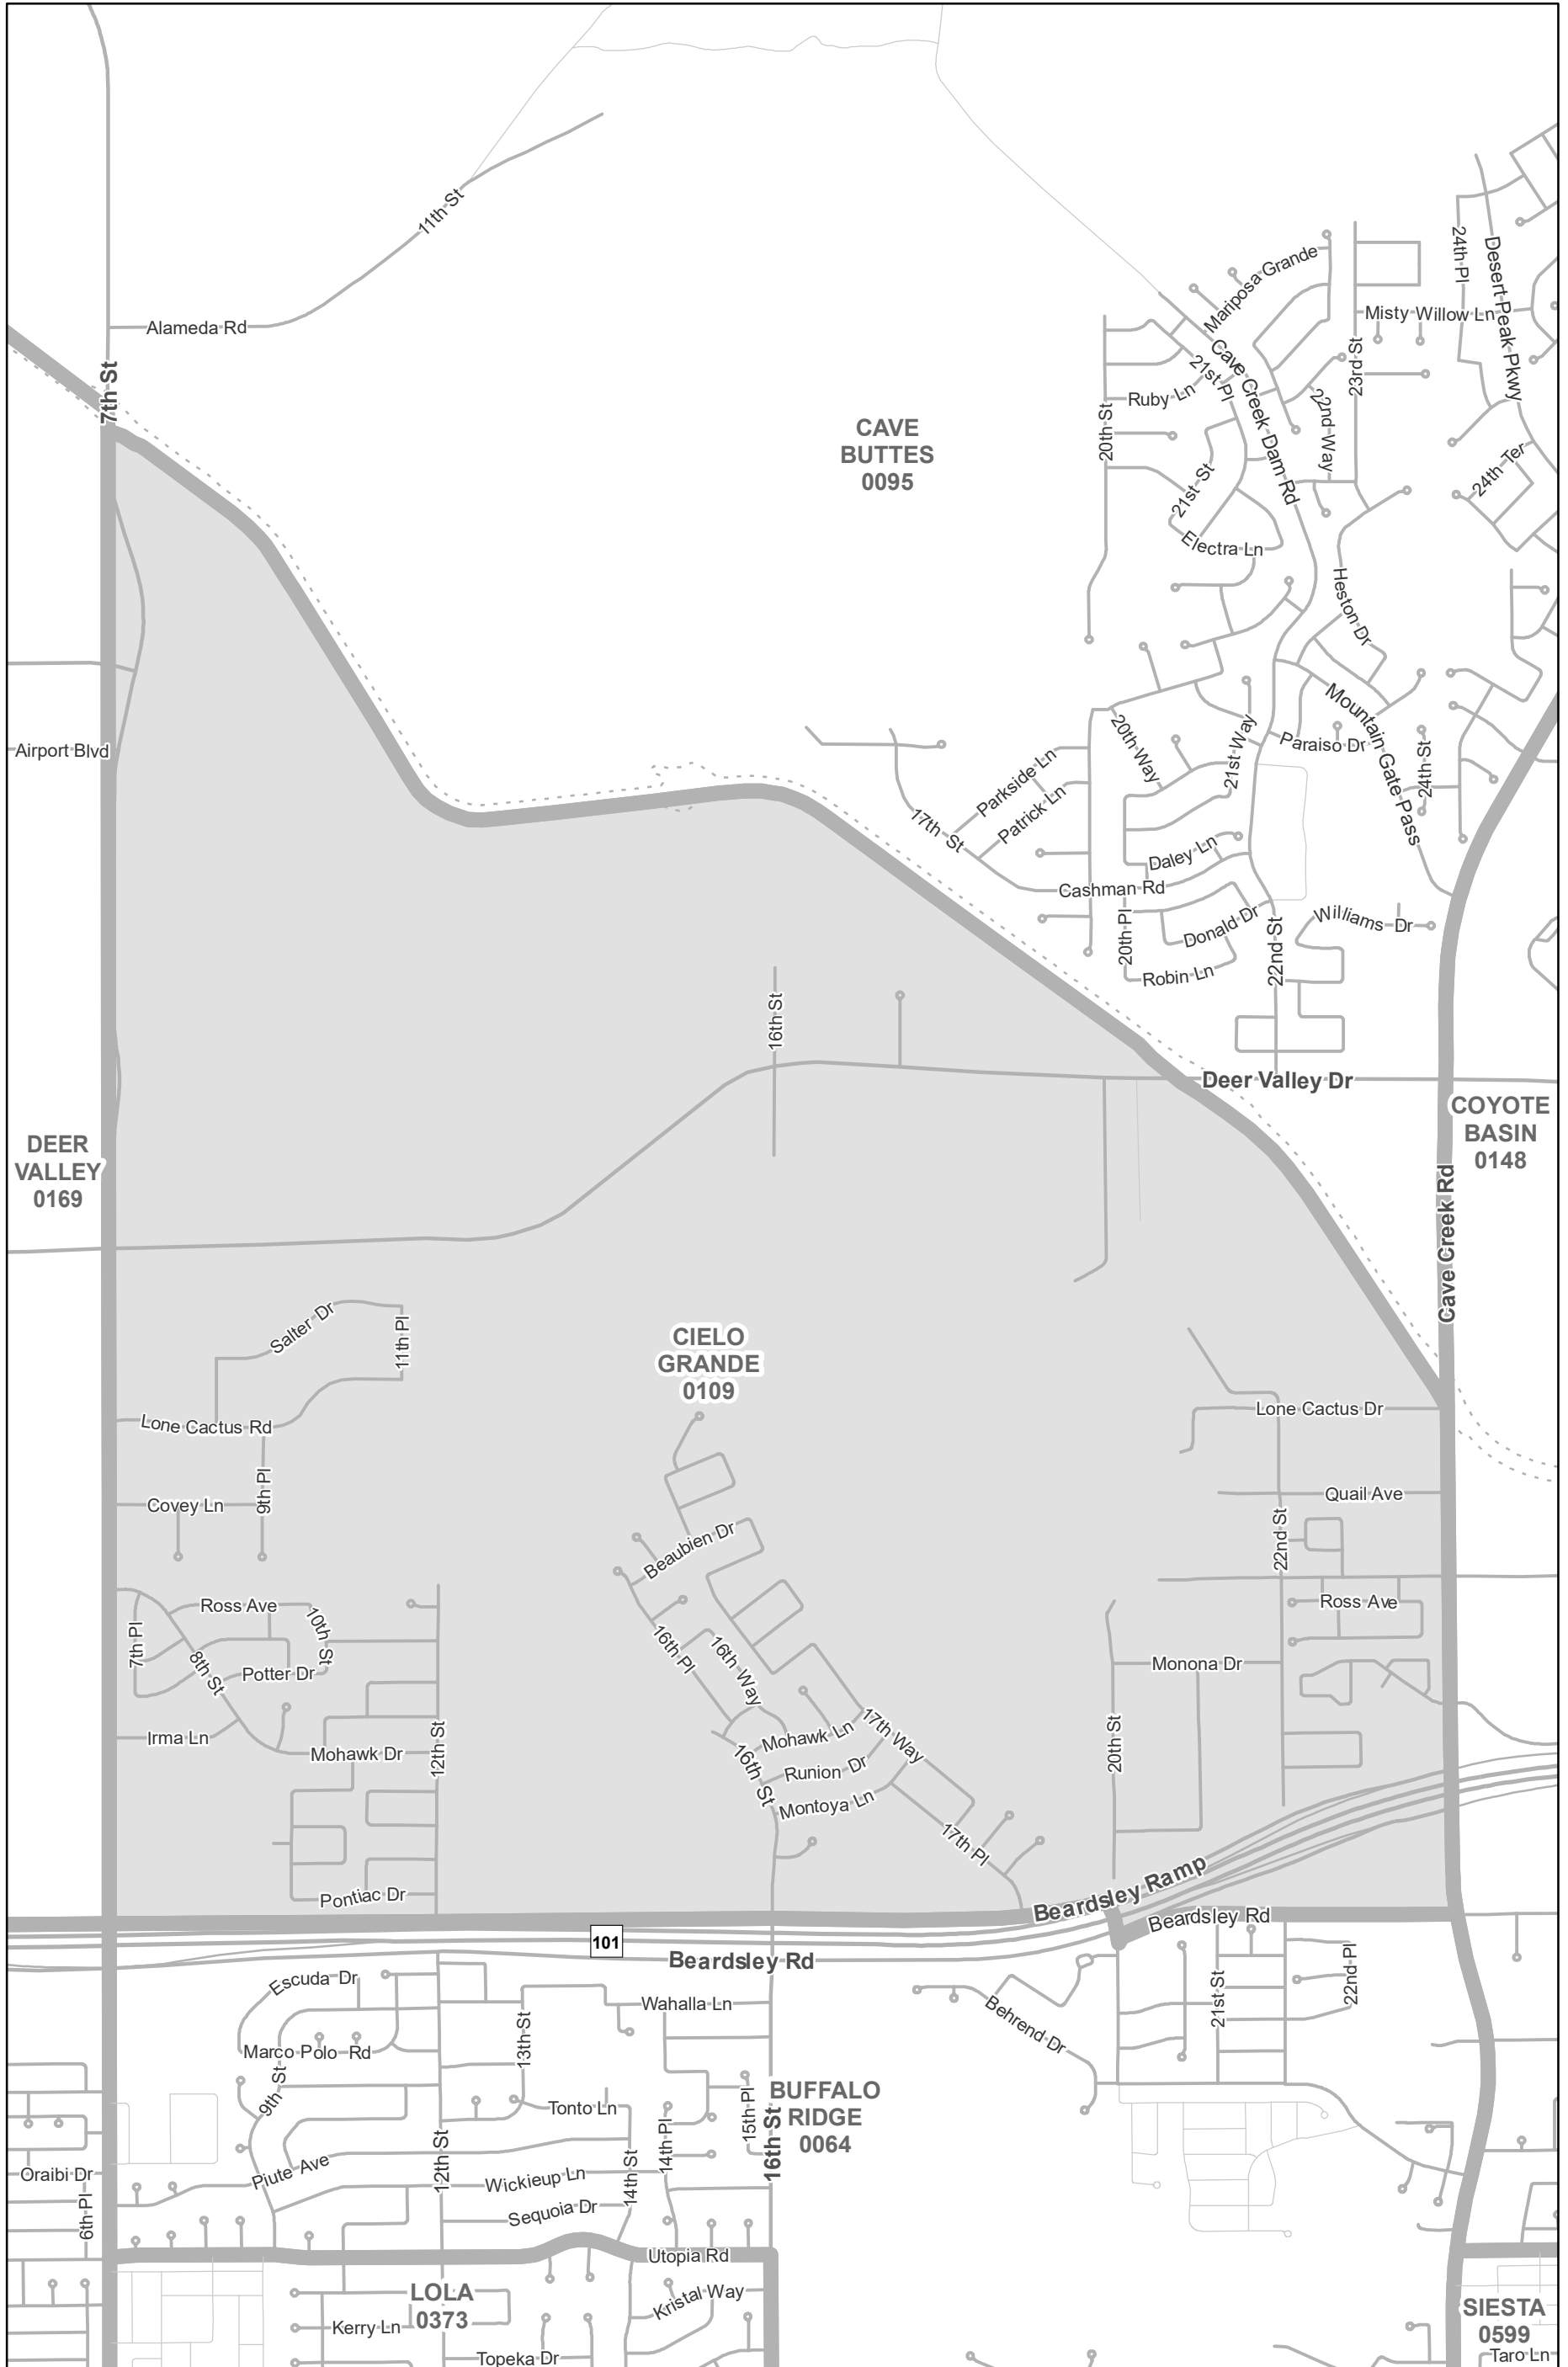 11th St
Alameda Rd
7th St
Mariposa Grande
24th Pl
Desert Peak Pkwy
Misty Willow Ln
Cave Creek Dam Rd
21st Pl
23rd St
Ruby Ln
22nd Way
20th St
CAVE
BUTTES
0095
24th Ter
21st St
Electra Ln
Heston Dr
Mountain Gate Pass
20th Way
21st Way
Paraiso Dr
24th St
Airport Blvd
Parkside Ln
Patrick Ln
17th St
Daley Ln
Cashman Rd
20th Pl
Donald Dr
Williams Dr
22nd St
Robin Ln
16th St
Deer Valley Dr
COYOTE
BASIN
0148
DEER
VALLEY
0169
Cave Creek Rd
Salter Dr
11th Pl
CIELO
GRANDE
0109
Lone Cactus Rd
Lone Cactus Dr
9th Pl
Covey Ln
Quail Ave
22nd St
Beaubien Dr
Ross Ave
10th St
Ross Ave
7th Pl
8th St
Potter Dr
16th Pl
16th Way
Monona Dr
Irma Ln
Mohawk Dr
12th St
Mohawk Ln
17th Way
20th St
16th St
Runion Dr
Montoya Ln
17th Pl
Pontiac Dr
Beardsley Ramp
Beardsley Rd
101
Beardsley Rd
Escuda Dr
Wahalla Ln
22nd Pl
21st St
Behrend Dr
13th St
Marco Polo Rd
9th St
BUFFALO
RIDGE
0064
Tonto Ln
15th Pl
14th Pl
16th St
12th St
Oraibi Dr
Piute Ave
Wickieup Ln
14th St
Sequoia Dr
6th Pl
Utopia Rd
LOLA
0373
Kristal Way
Kerry Ln
SIESTA
0599
Topeka Dr
Taro Ln